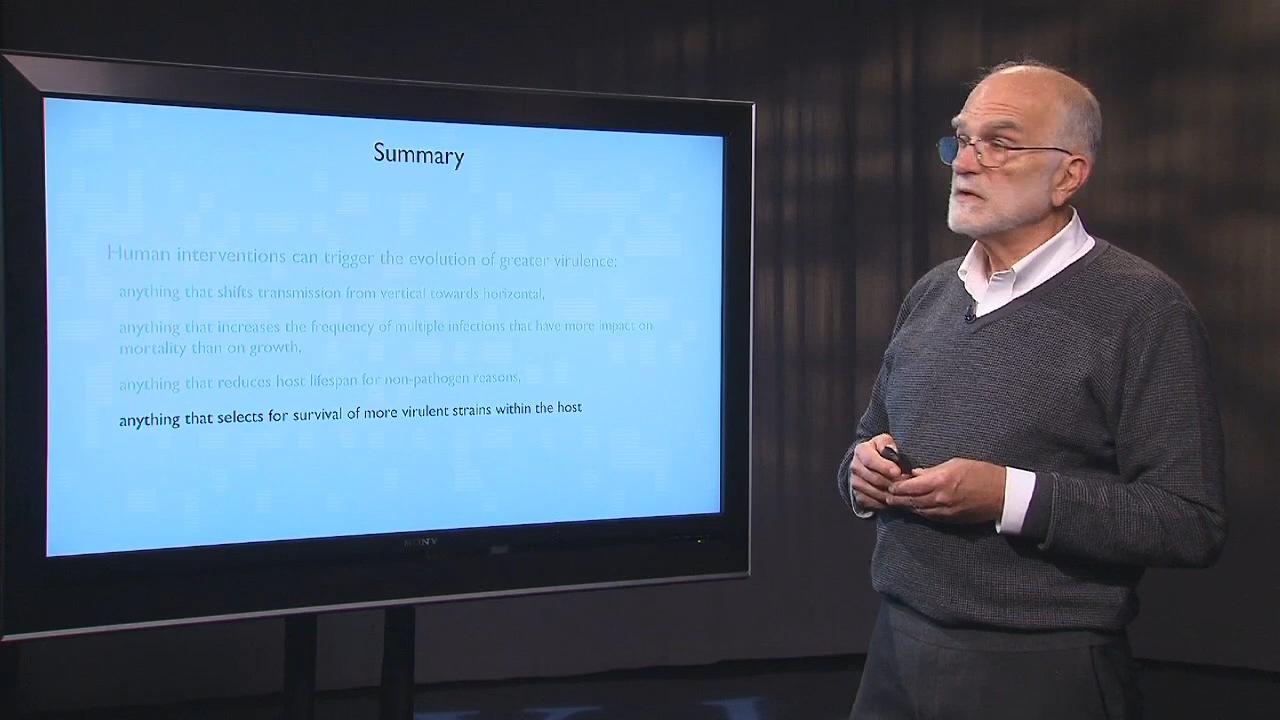 Summary
Human interventions can trigger the evolution of greater virulence:
anything that shifts transmission from vertical towards horizontal,
anything that increases the frequency of multiple infections that have more impact on
mortality than on growth,
anything that reduces host lifespan for non-pathogen reasons,
anything that selects for survival of more virulent strains within the host
SONY